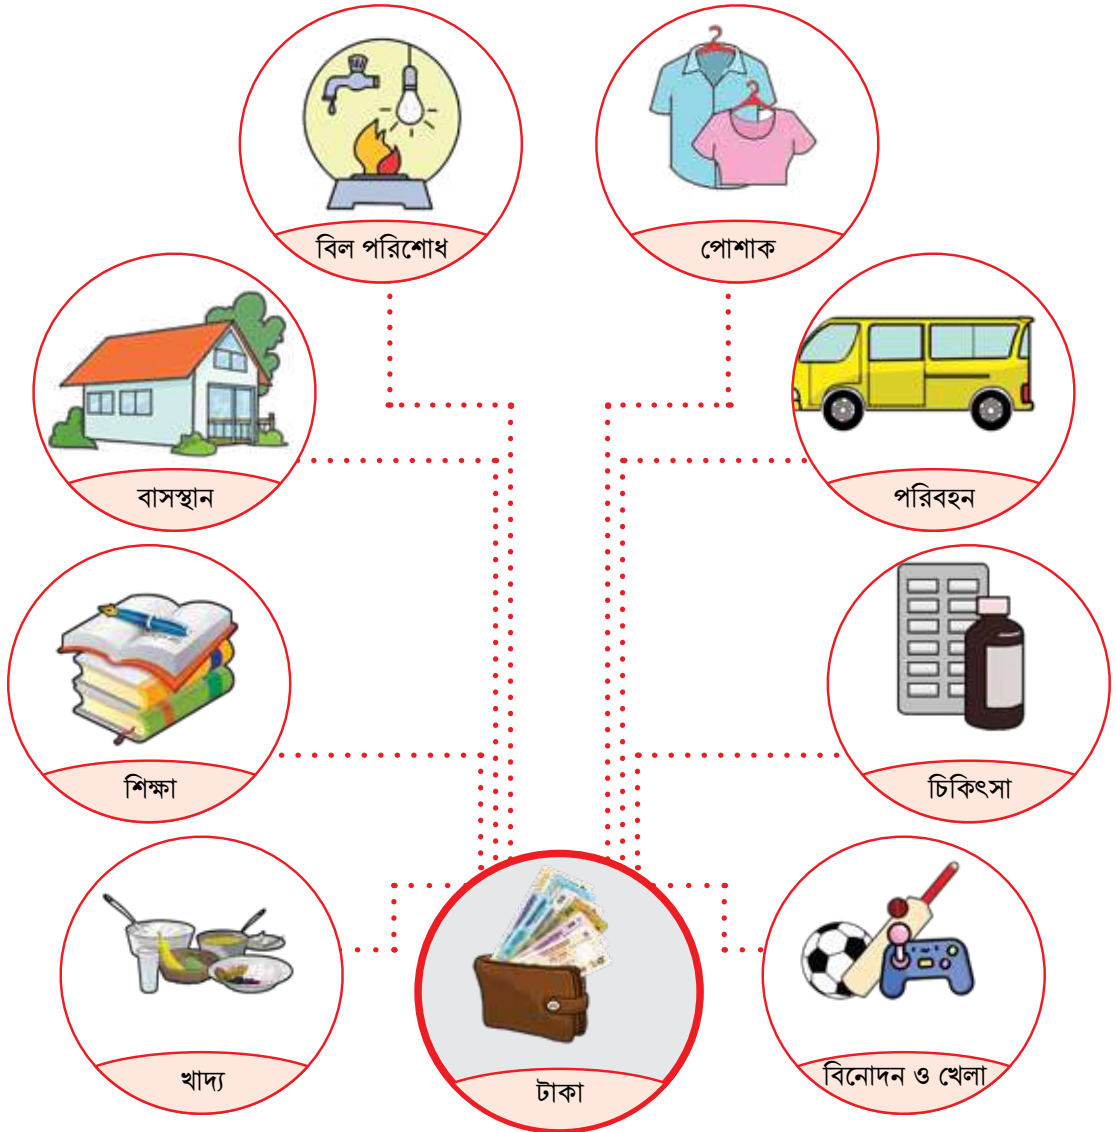 বিল পরিশোধ
পোশাক
বাসস্থান
পরিবহন
শিক্ষা
চিকিৎসা
খাদ্য
টাকা
বিনোদন ও খেলা